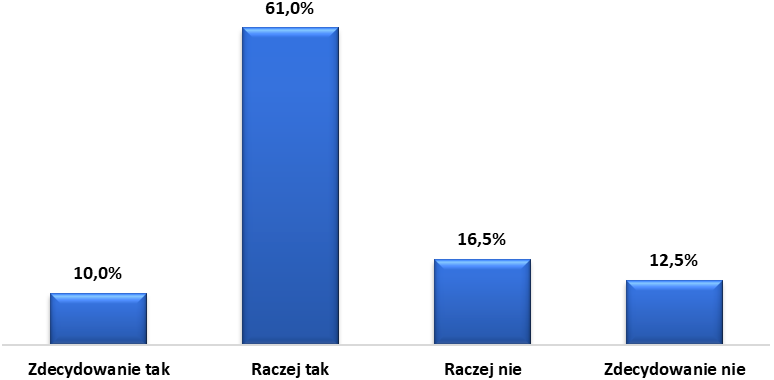 61,0%
16,5%
12,5%
10,0%
Zdecydowanie tak
Raczej tak
Raczej nie
Zdecydowanie nie